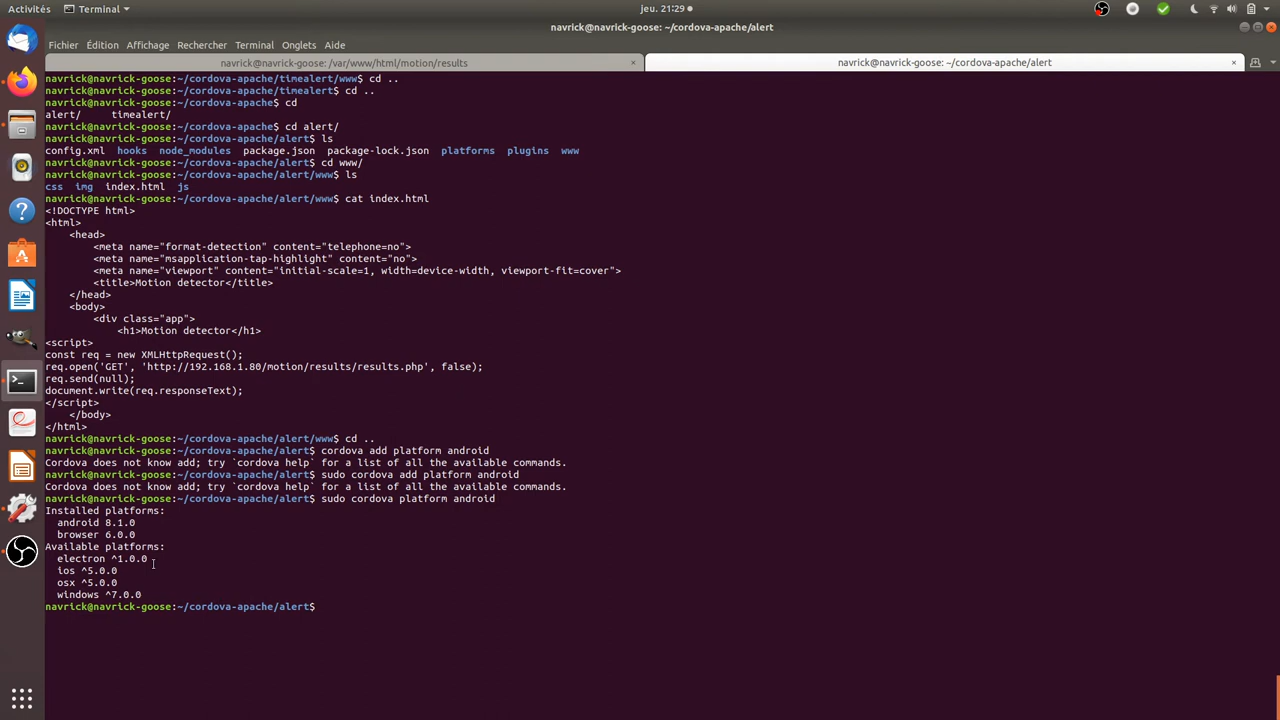 Activités
Terminal
jeu. 21:29
navrick@navrick-goose: ~/cordova-apache/alert
Fichier Édition Affichage Rechercher Terminal Onglets Aide
navrick@navrick-goose: /var/www/html/motion/results
navrick@navrick-goose: ~/cordova-apache/alert
navrick@navrick-goose:~/cordova-apache/timealert/www$ cd ..
navrick@navrick-goose:~/cordova-apache/timealert$ cd ..
navrick@navrick-goose:~/cordova-apache$ cd
alert/     timealert/
navrick@navrick-goose:~/cordova-apache$ cd alert/
navrick@navrick-goose:~/cordova-apache/alert$ ls
config.xml  hooks  node_modules  package.json  package-lock.json  platforms  plugins  www
navrick@navrick-goose:~/cordova-apache/alert$ cd www/
navrick@navrick-goose:~/cordova-apache/alert/www$ ls
css  img  index.html  js
navrick@navrick-goose:~/cordova-apache/alert/www$ cat index.html
<!DOCTYPE html>
<html>
    <head>
        <meta name="format-detection" content="telephone=no">
        <meta name="msapplication-tap-highlight" content="no">
        <meta name="viewport" content="initial-scale=1, width=device-width, viewport-fit=cover">
        <title>Motion detector</title>
    </head>
    <body>
        <div class="app">
            <h1>Motion detector</h1>
<script>
const req = new XMLHttpRequest();
req.open('GET', 'http://192.168.1.80/motion/results/results.php', false);
req.send(null);
document.write(req.responseText);
</script>
    </body>
</html>
navrick@navrick-goose:~/cordova-apache/alert/www$ cd ..
navrick@navrick-goose:~/cordova-apache/alert$ cordova add platform android
Cordova does not know add; try `cordova help` for a list of all the available commands.
navrick@navrick-goose:~/cordova-apache/alert$ sudo cordova add platform android
Cordova does not know add; try `cordova help` for a list of all the available commands.
navrick@navrick-goose:~/cordova-apache/alert$ sudo cordova platform android
Installed platforms:
  android 8.1.0
  browser 6.0.0
Available platforms:
  electron ^1.0.0
  ios ^5.0.0
  osx ^5.0.0
  windows ^7.0.0
navrick@navrick-goose:~/cordova-apache/alert$